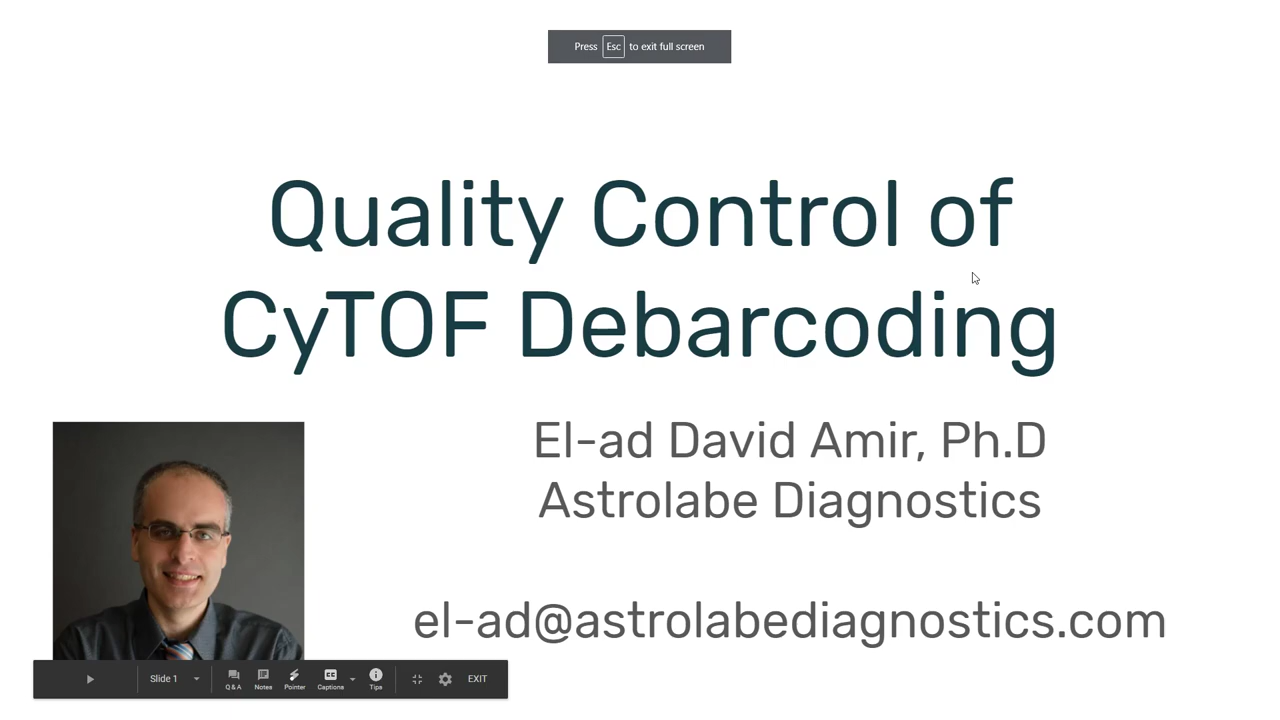 Press Esc to exit full screen
Quality Control of
CyTOF Debarcoding
El-ad David Amir, Ph.D
Astrolabe Diagnostics
el-ad@astrolabediagnostics.com
Slide 1
Q & A
Notes
Pointer
CC
Captions
Tips
EXIT